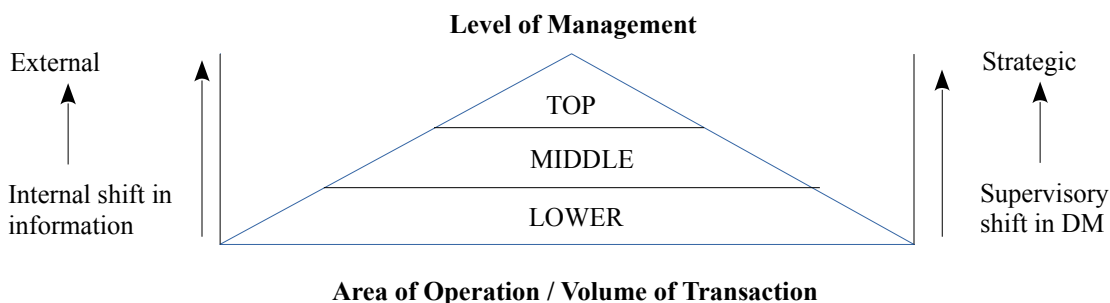 Level of Management
External
Strategic
TOP
MIDDLE
Internal shift in
information
Supervisory
shift in DM
LOWER
Area of Operation / Volume of Transaction